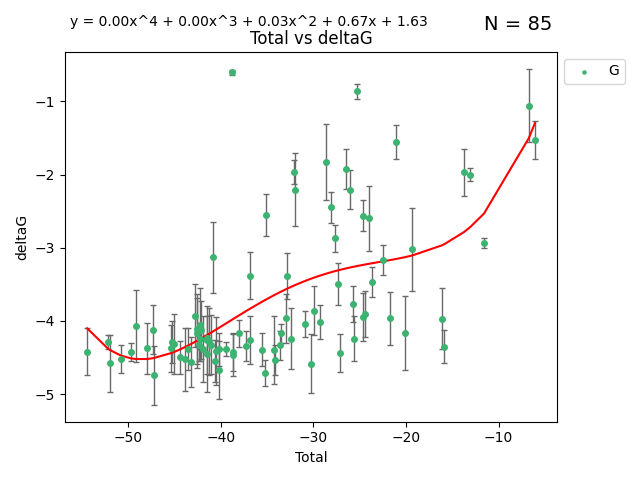 y = 0.00x^4 + 0.00x^3 + 0.03x^2 + 0.67x + 1.63
N = 85
Total vs deltaG
G
deltaG
−1
−2
−3
−4
−5
−50 −40 −30 −20 −10
Total